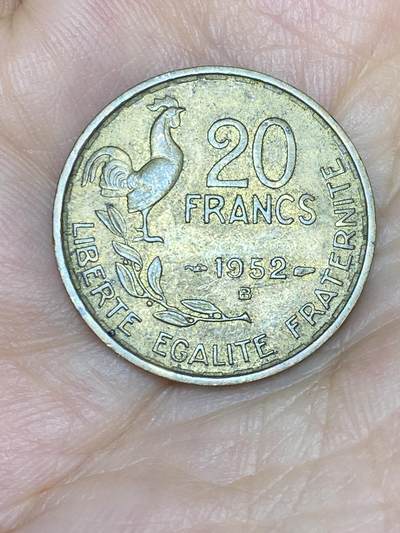 20
FRANCS
1952
B
LIBERTE EGALITE FRATERNITE